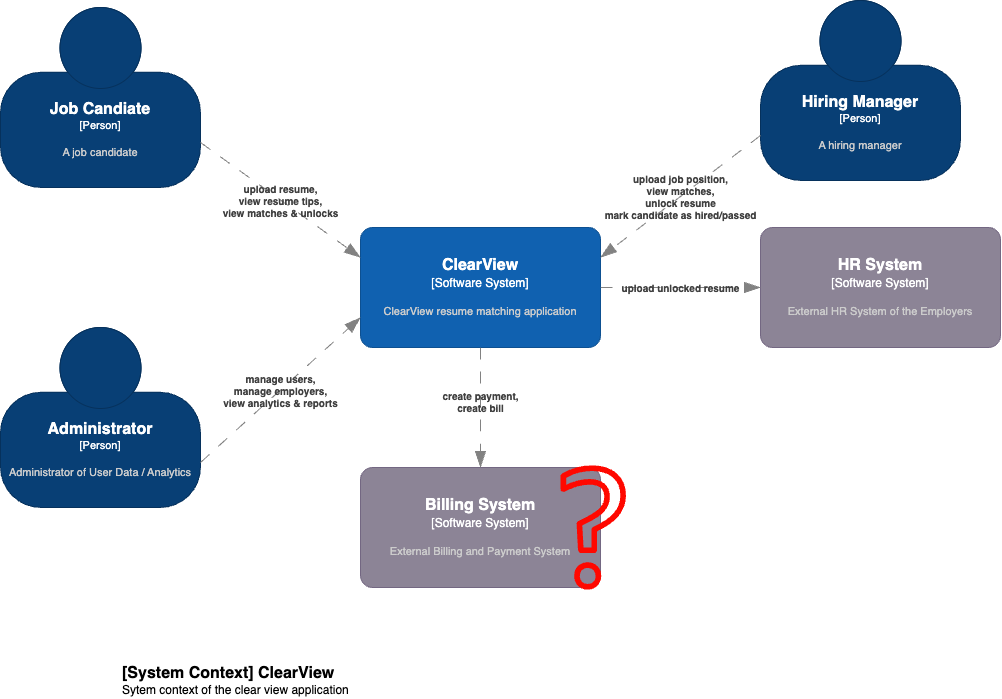 Job Candiate
[Person]
A job candidate
Hiring Manager
[Person]
A hiring manager
upload resume,
view resume tips,
view matches & unlocks
upload job position,
view matches,
unlock resume
mark candidate as hired/passed
ClearView
[Software System]
ClearView resume matching application
upload unlocked resume
HR System
[Software System]
External HR System of the Employers
manage users,
manage employers,
view analytics & reports
create payment,
create bill
Administrator
[Person]
Administrator of User Data / Analytics
Billing System
[Software System]
External Billing and Payment System
?
[System Context] ClearView
Sytem context of the clear view application